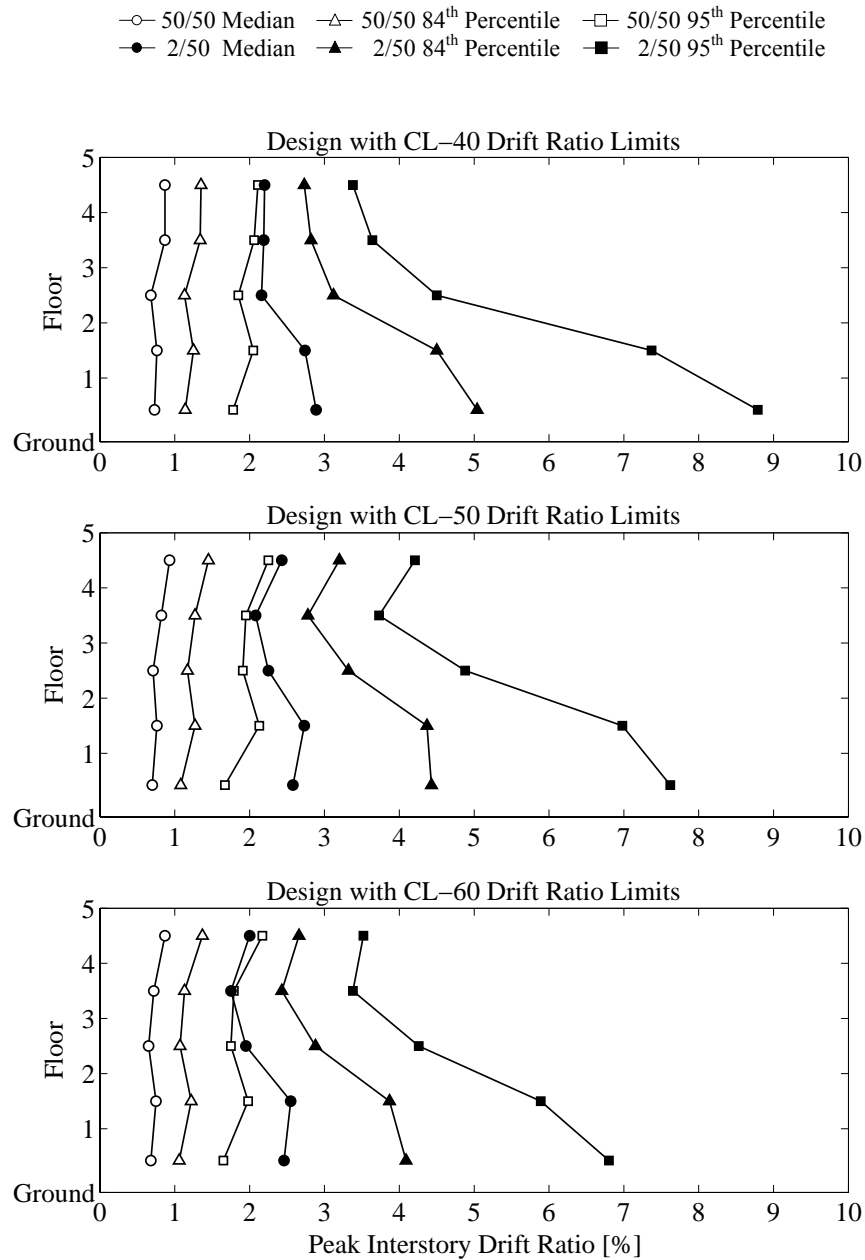 50/50 Median 50/50 84th Percentile 50/50 95th Percentile
2/50 Median 2/50 84th Percentile 2/50 95th Percentile
Design with CL−40 Drift Ratio Limits
5
4
3
2
1
Ground
Floor
0 1 2 3 4 5 6 7 8 9 10
Design with CL−50 Drift Ratio Limits
5
4
3
2
1
Ground
Floor
0 1 2 3 4 5 6 7 8 9 10
Design with CL−60 Drift Ratio Limits
5
4
3
2
1
Ground
Floor
0 1 2 3 4 5 6 7 8 9 10
Peak Interstory Drift Ratio [%]